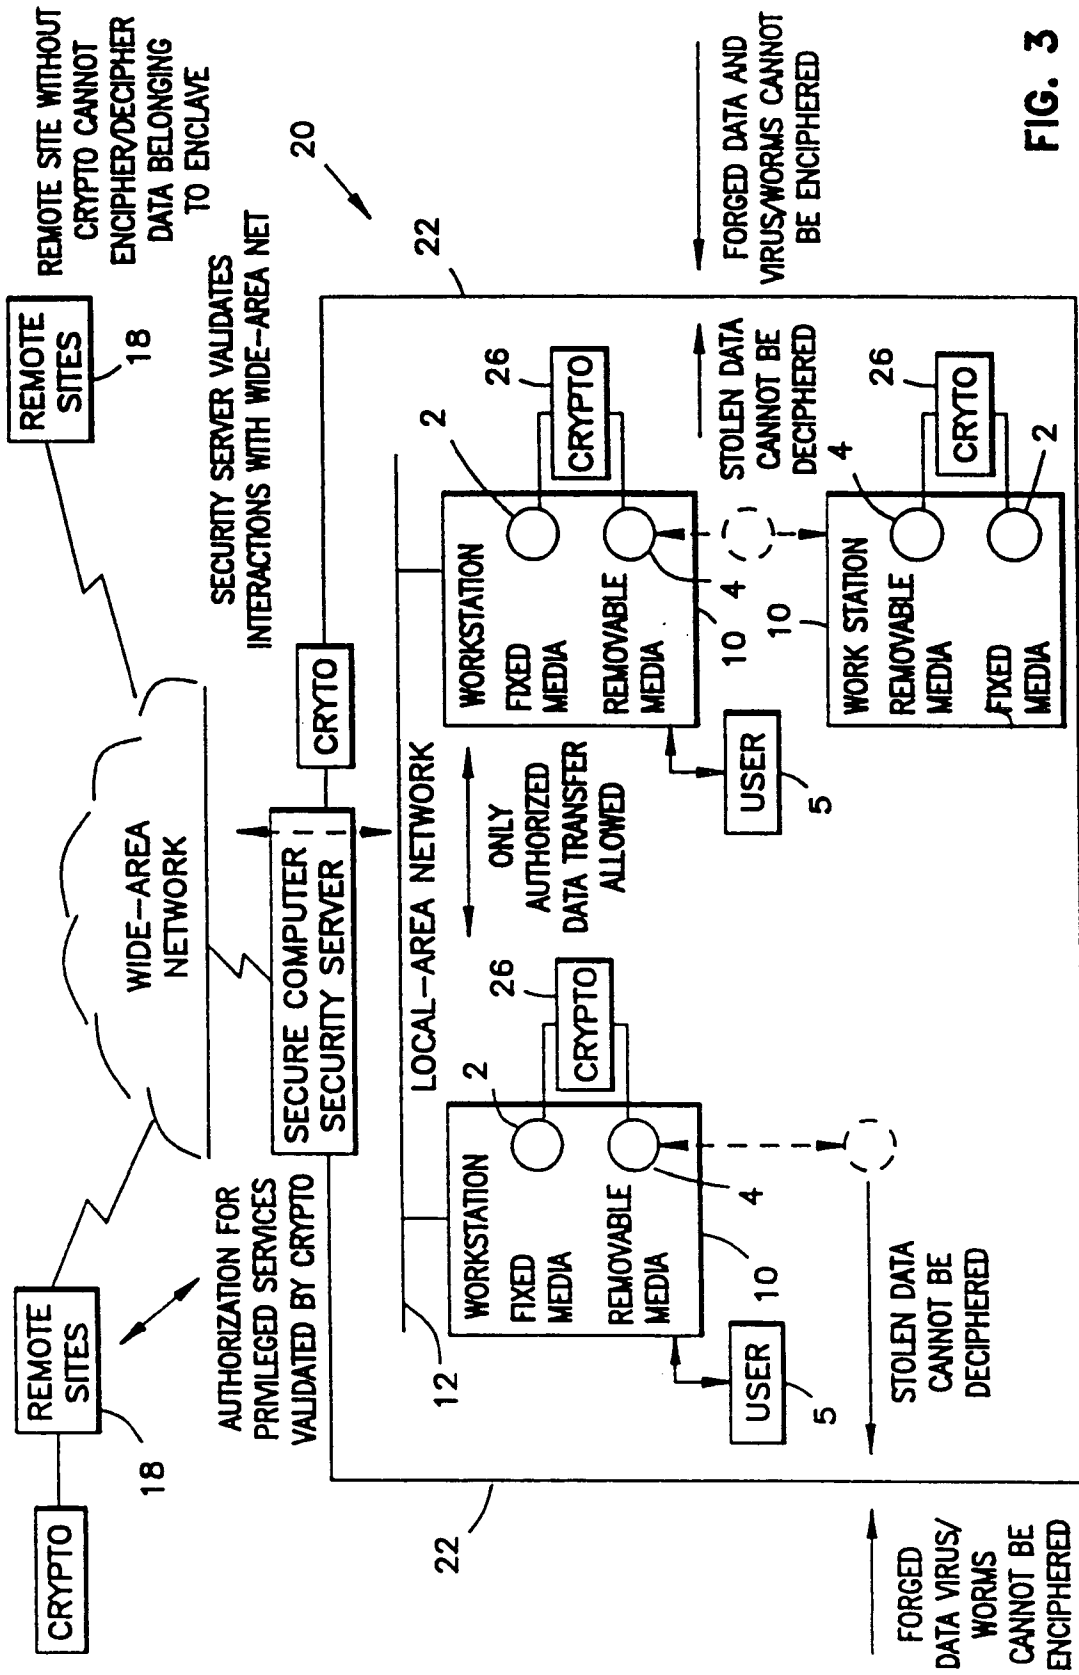 REMOTE SITE WITHOUT
CRYPTO CANNOT
ENCIPHER/DECIPHER
DATA BELONGING
TO ENCLAVE
REMOTE
SITES
18
CRYPTO
REMOTE
SITES
18
WIDE-AREA
NETWORK
AUTHORIZATION FOR
PRIVILEGED SERVICES
VALIDATED BY CRYPTO
SECURITY SERVER VALIDATES
INTERACTIONS WITH WIDE-AREA NET
20
SECURE COMPUTER
SECURITY SERVER
CRYTO
22
22
12
LOCAL-AREA NETWORK
WORKSTATION
FIXED
MEDIA
REMOVABLE
MEDIA
2
4
10
26
CRYPTO
USER
5
ONLY
AUTHORIZED
DATA TRANSFER
ALLOWED
WORKSTATION
FIXED
MEDIA
REMOVABLE
MEDIA
2
4
10
26
CRYPTO
USER
5
STOLEN DATA
CANNOT BE
DECIPHERED
FORGED DATA AND
VIRUS/WORMS CANNOT
BE ENCIPHERED
10
WORK STATION
REMOVABLE
MEDIA
FIXED
MEDIA
4
2
26
CRYTO
STOLEN DATA
CANNOT BE
DECIPHERED
FORGED
DATA VIRUS/
WORMS
CANNOT BE
ENCIPHERED
FIG. 3